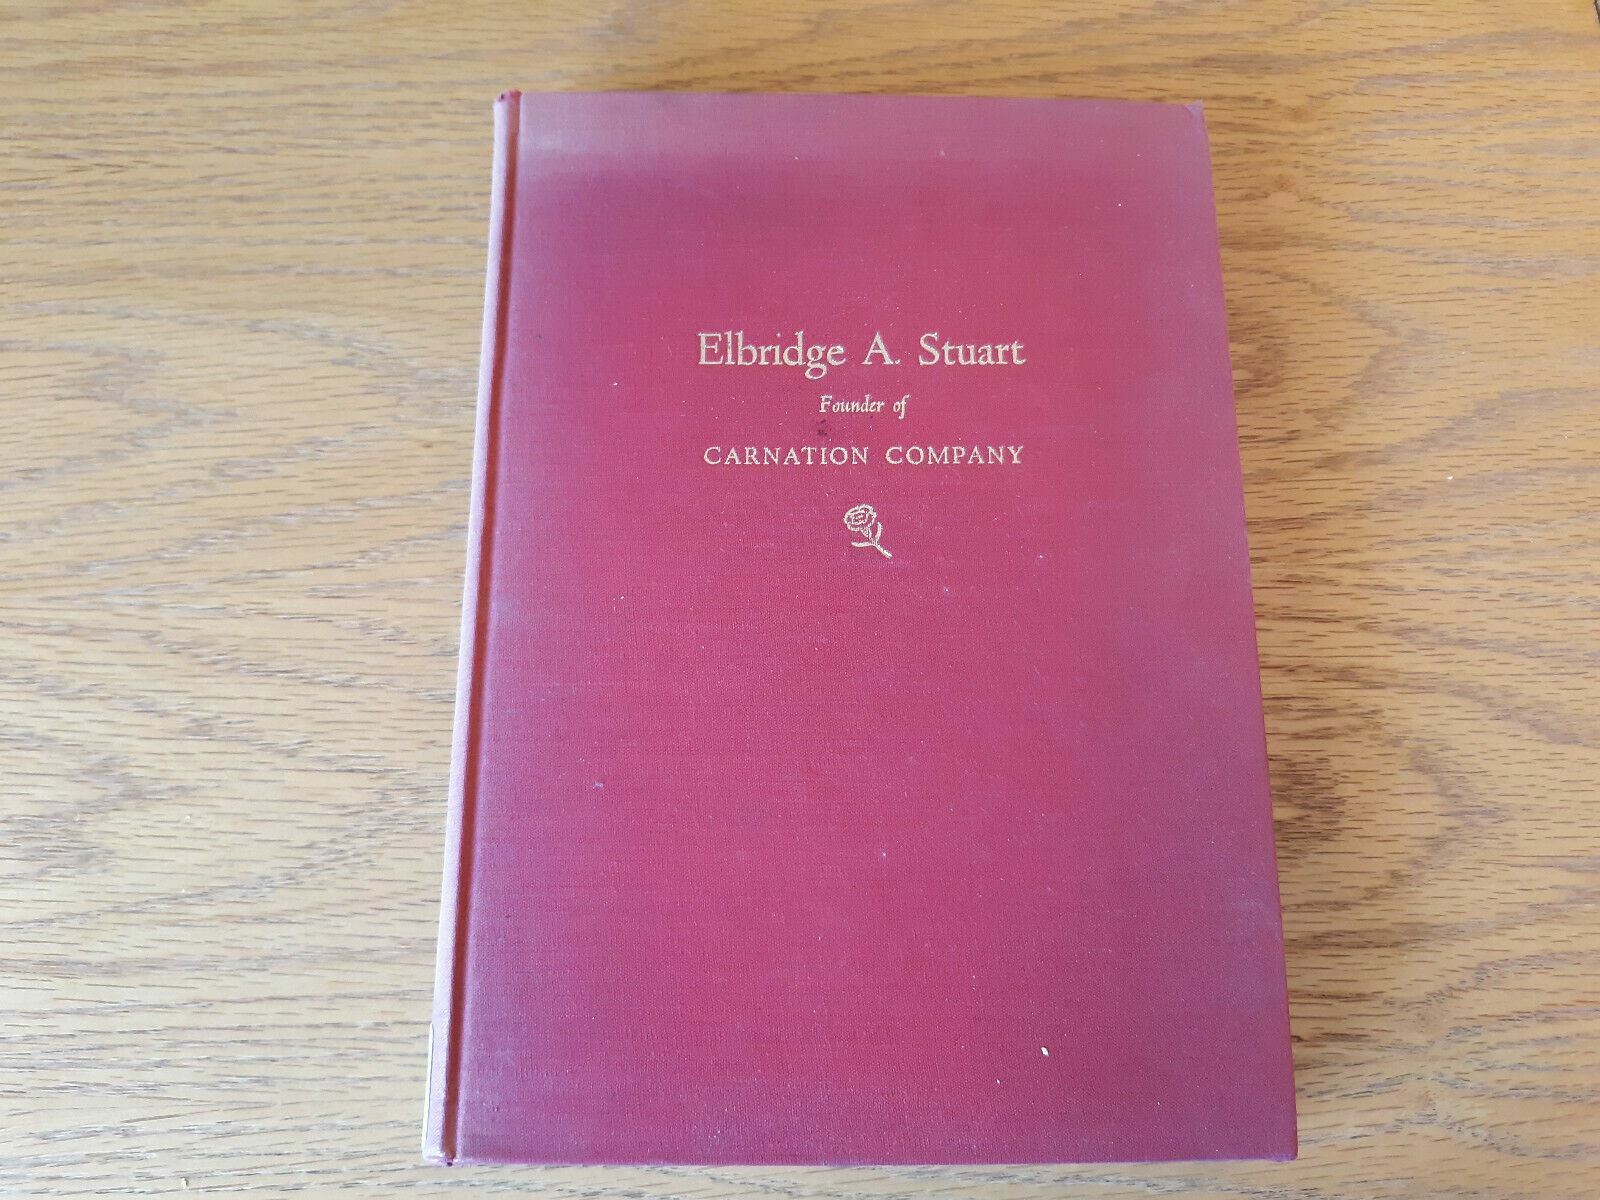 Elbridge A. Stuart
Founder of
CARNATION COMPANY